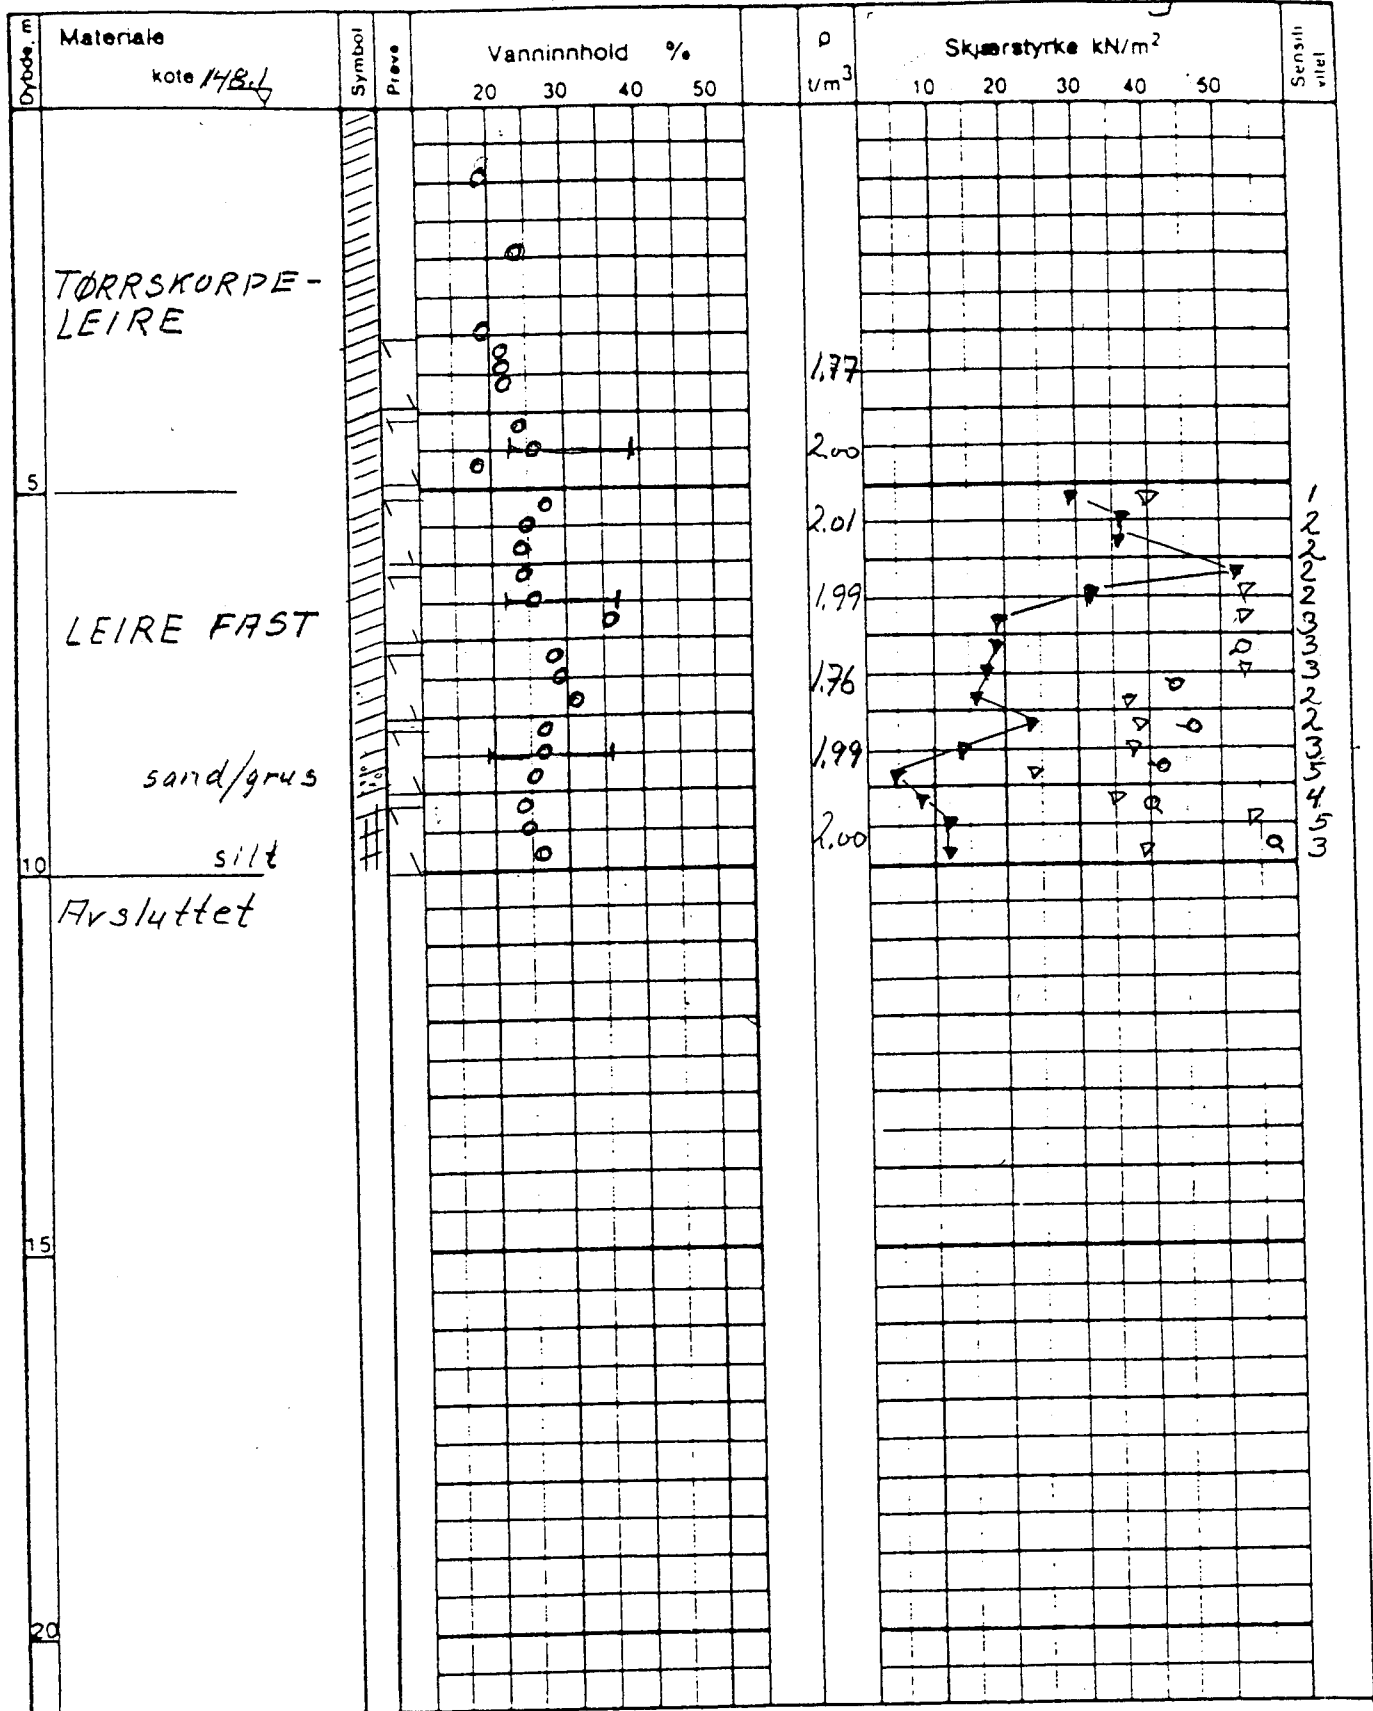 Dybde, m
Materiale
kote 148.1
Symbol
Prøve
Vanninnhold %
20 30 40 50
ρ
t/m³
Skjærstyrke kN/m²
10 20 30 40 50
Sensitivitet
TØRRSKORPE-
LEIRE
1.77
2.00
5
1
2.01
2
2
2
1.99
2
LEIRE FAST
3
3
3
1.76
2
2
1.99
3
sand/grus
4
5
2.00
3
silt
10
Avsluttet
15
20